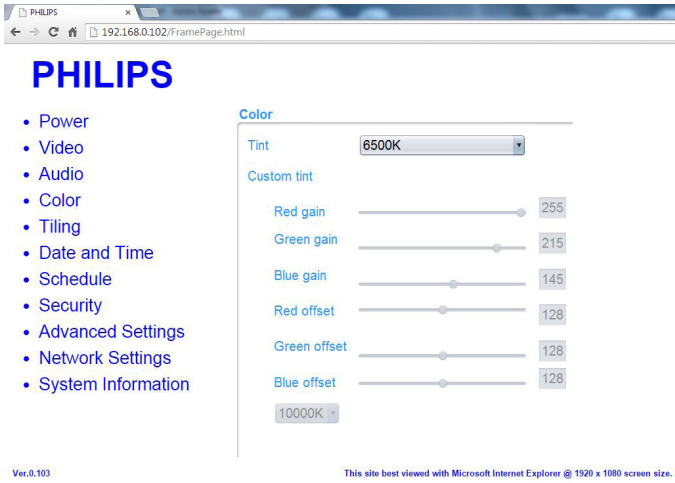 PHILIPS
192.168.0.102/FramePage.html
PHILIPS
Power
Video
Audio
Color
Tiling
Date and Time
Schedule
Security
Advanced Settings
Network Settings
System Information
Color
Tint 6500K
Custom tint
Red gain 255
Green gain 215
Blue gain 145
Red offset 128
Green offset 128
Blue offset 128
10000K
Ver.0.103
This site best viewed with Microsoft Internet Explorer @ 1920 x 1080 screen size.